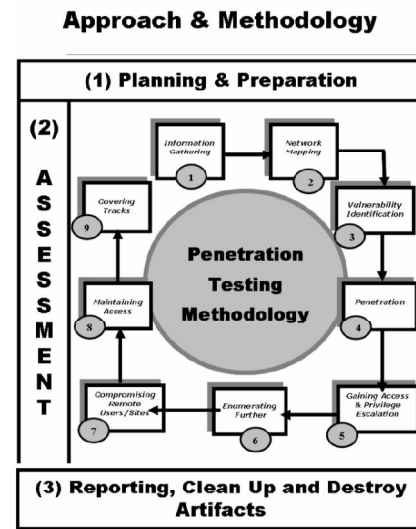 Approach & Methodology
(1) Planning & Preparation
(2)
ASSESSMENT
Information
Gathering
1
Network
Mapping
2
Vulnerability
Identification
3
Penetration
4
Gaining Access
& Privilege
Escalation
5
Enumerating
Further
6
Compromising
Remote
Users/Sites
7
Maintaining
Access
8
Covering
Tracks
9
Penetration
Testing
Methodology
(3) Reporting, Clean Up and Destroy
Artifacts